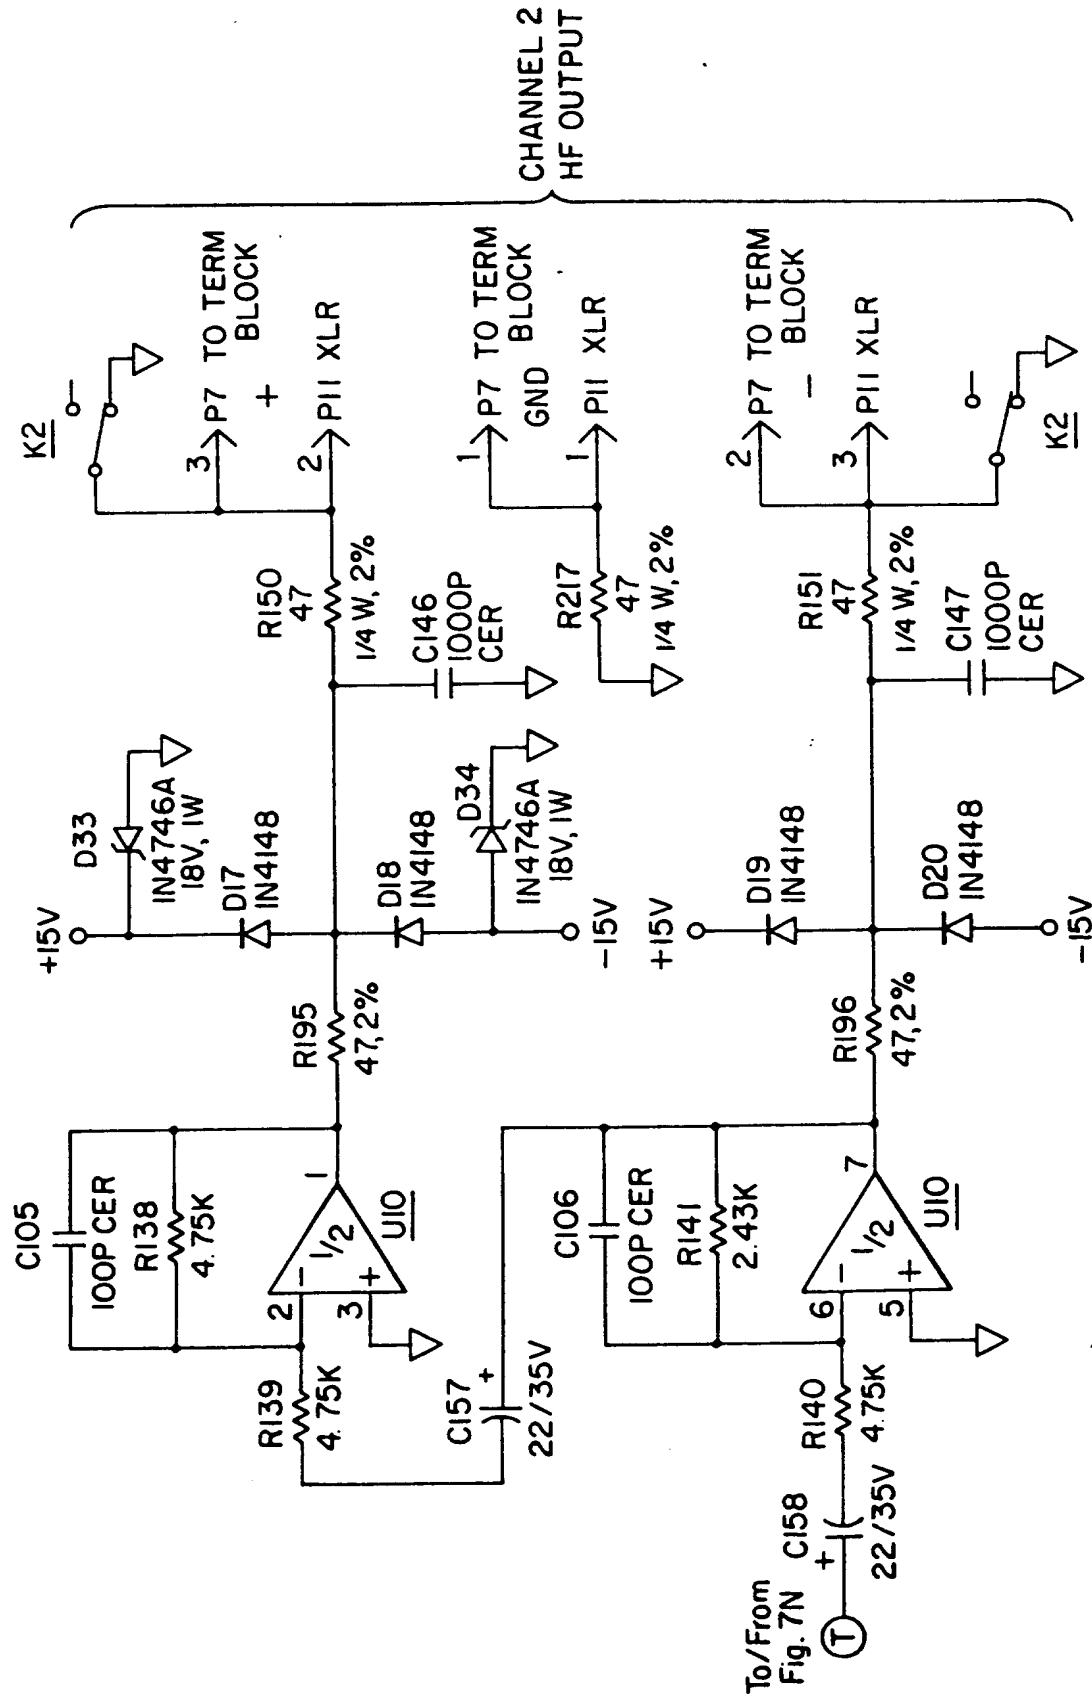 C105
100P CER
R138
4.75K
2
3
1
1/2
−
+
U10
R139
4.75K
C157
+
22/35V
R195
47, 2%
+15V
D33
1N4746A
18V, 1W
D17
1N4148
D18
1N4148
D34
1N4746A
18V, 1W
−15V
R150
47
1/4 W, 2%
C146
1000P
CER
K2
3
P7 TO TERM
BLOCK
+
2
P11 XLR
R217
47
1/4 W, 2%
1
P7 TO TERM
BLOCK
GND
1
P11 XLR
CHANNEL 2
HF OUTPUT
To/From
Fig. 7N
T
+
C158
22/35V
R140
4.75K
C106
100P CER
R141
2.43K
6
5
7
1/2
−
+
U10
R196
47, 2%
+15V
D19
1N4148
D20
1N4148
−15V
R151
47
1/4 W, 2%
C147
1000P
CER
2
P7 TO TERM
BLOCK
−
3
P11 XLR
K2